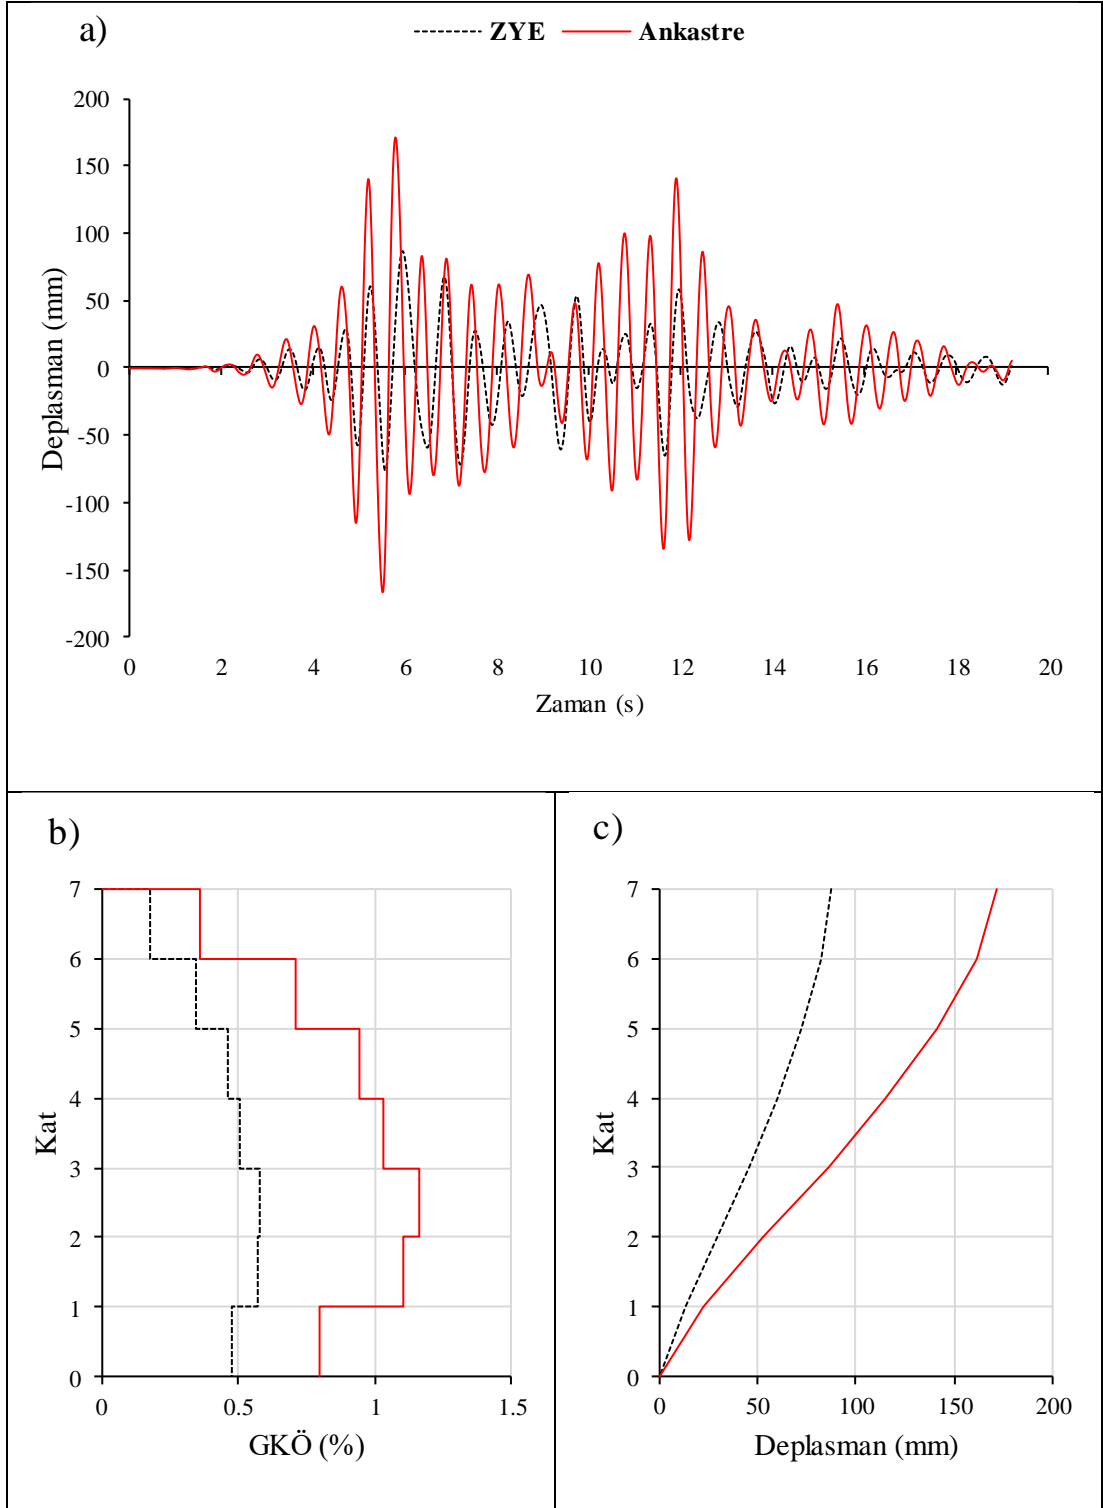 a)
ZYE Ankastre
200
150
100
50
0
-50
-100
-150
-200
Deplasman (mm)
0 2 4 6 8 10 12 14 16 18 20
Zaman (s)
b)
7
6
5
4
3
2
1
0
Kat
0 0.5 1 1.5
GKÖ (%)
c)
7
6
5
4
3
2
1
0
Kat
0 50 100 150 200
Deplasman (mm)